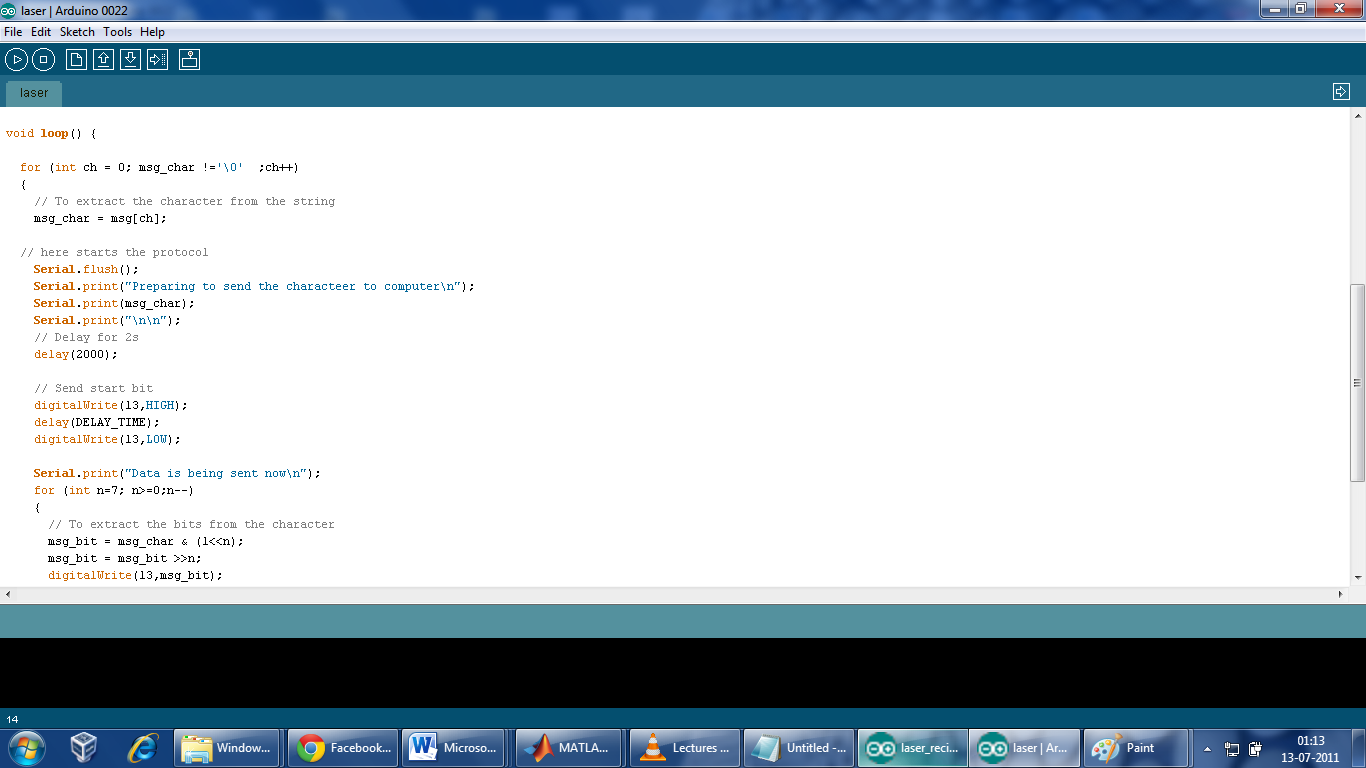 laser | Arduino 0022
File Edit Sketch Tools Help
laser
void loop() {
for (int ch = 0; msg_char !='\0'  ;ch++)
{
// To extract the character from the string
msg_char = msg[ch];
// here starts the protocol
Serial.flush();
Serial.print("Preparing to send the characteer to computer\n");
Serial.print(msg_char);
Serial.print("\n\n");
// Delay for 2s
delay(2000);
// Send start bit
digitalWrite(13,HIGH);
delay(DELAY_TIME);
digitalWrite(13,LOW);
Serial.print("Data is being sent now\n");
for (int n=7; n>=0;n--)
{
// To extract the bits from the character
msg_bit = msg_char & (1<<n);
msg_bit = msg_bit >>n;
digitalWrite(13,msg_bit);
14
Window... Facebook... Microso... MATLA... Lectures ... Untitled -... laser_reci... laser | Ar... Paint 01:13
13-07-2011